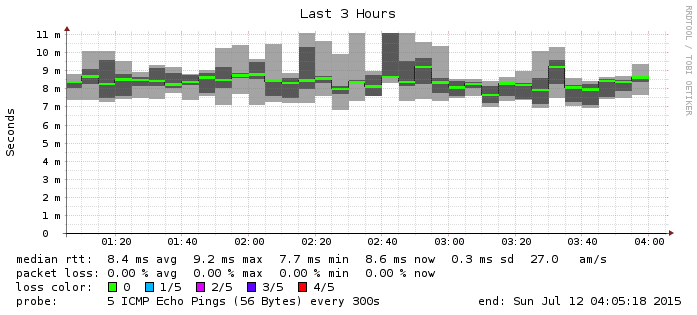 Last 3 Hours
RRDTOOL / TOBI OETIKER
Seconds
11 m
10 m
9 m
8 m
7 m
6 m
5 m
4 m
3 m
2 m
1 m
0
01:20 01:40 02:00 02:20 02:40 03:00 03:20 03:40 04:00
median rtt: 8.4 ms avg 9.2 ms max 7.7 ms min 8.6 ms now 0.3 ms sd 27.0 am/s
packet loss: 0.00 % avg 0.00 % max 0.00 % min 0.00 % now
loss color: 0 1/5 2/5 3/5 4/5
probe: 5 ICMP Echo Pings (56 Bytes) every 300s end: Sun Jul 12 04:05:18 2015